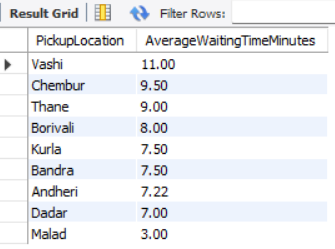 Result Grid Filter Rows:
PickupLocation AverageWaitingTimeMinutes
Vashi 11.00
Chembur 9.50
Thane 9.00
Borivali 8.00
Kurla 7.50
Bandra 7.50
Andheri 7.22
Dadar 7.00
Malad 3.00